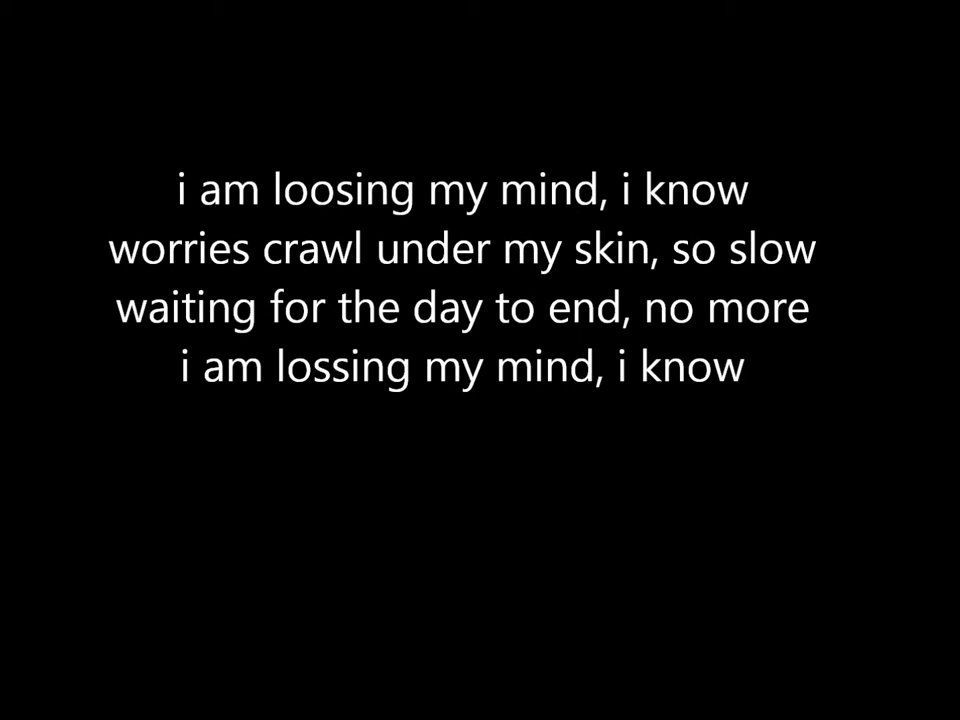 i am loosing my mind, i know
worries crawl under my skin, so slow
waiting for the day to end, no more
i am lossing my mind, i know